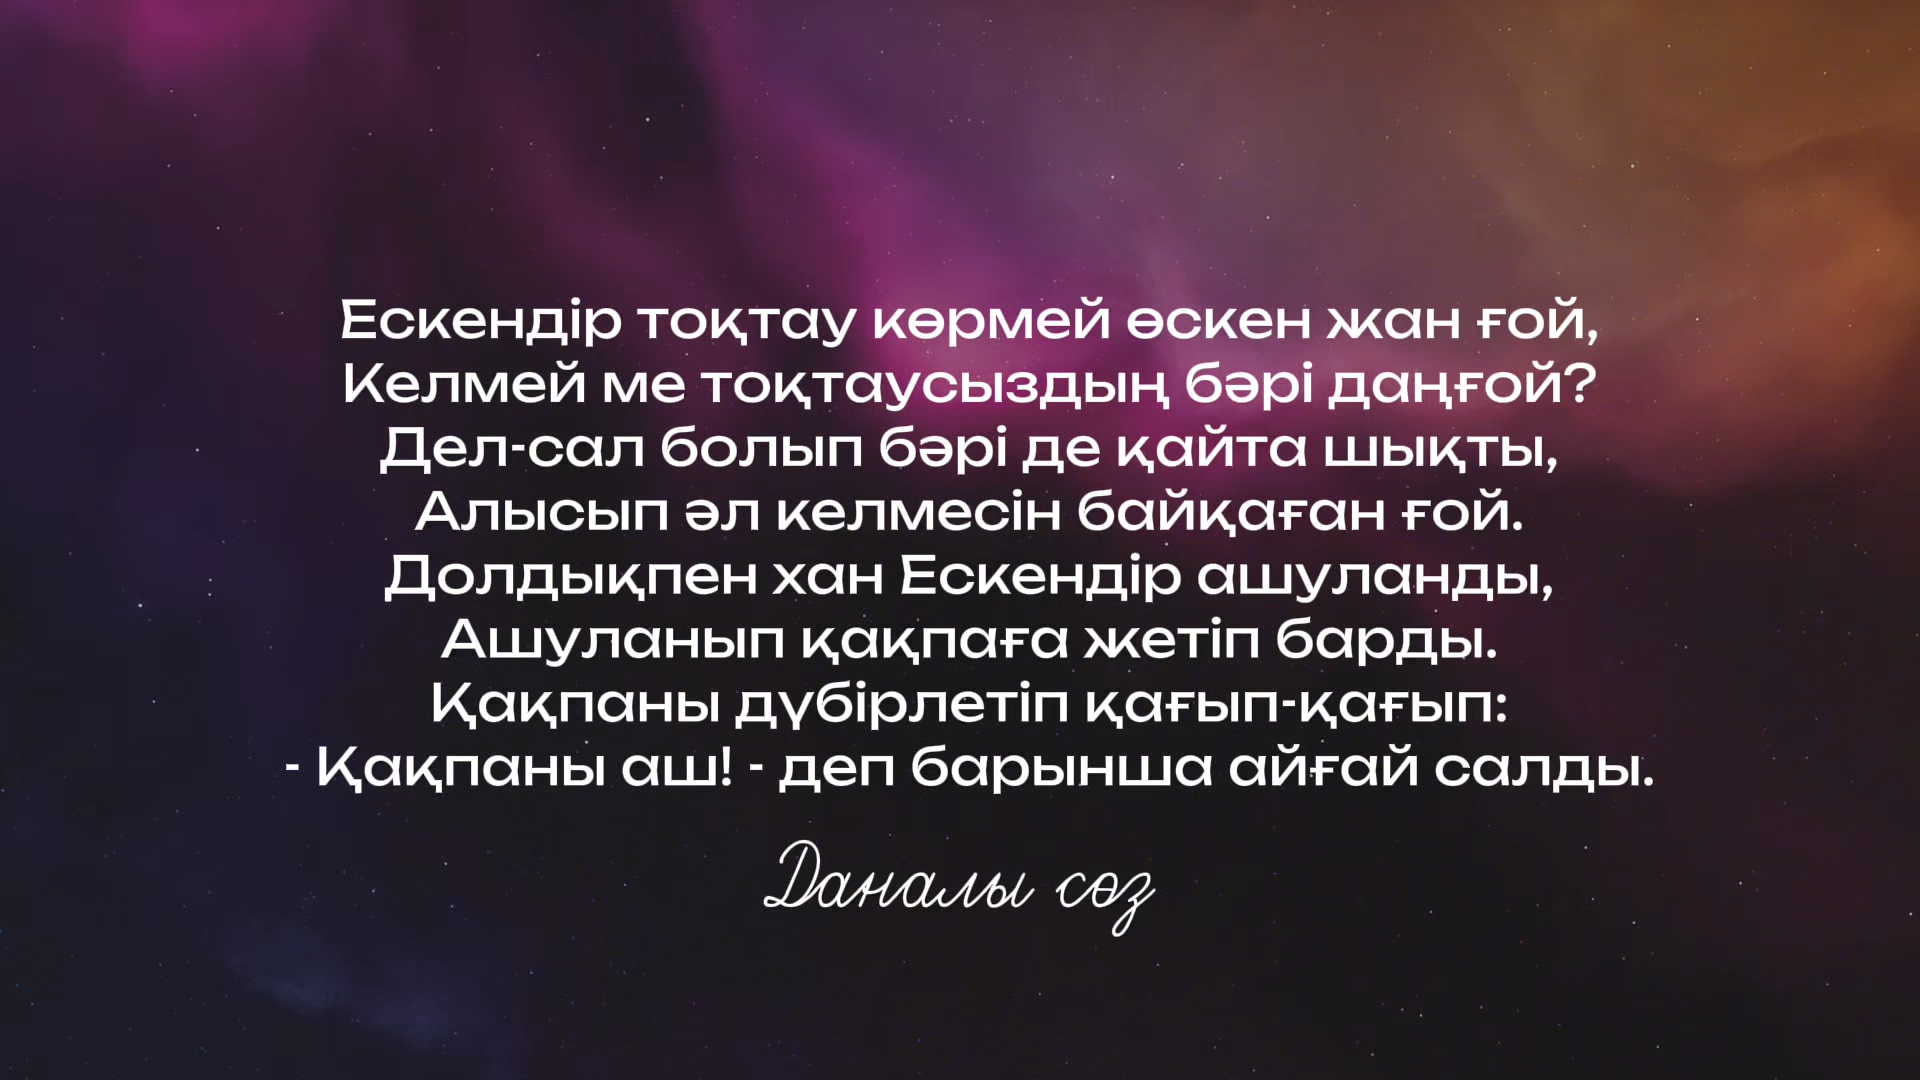 Ескендір тоқтау көрмей өскен жан ғой,
Келмей ме тоқтаусыздың бәрі даңғой?
Дел-сал болып бәрі де қайта шықты,
Алысып әл келмесін байқаған ғой.
Долдықпен хан Ескендір ашуланды,
Ашуланып қақпаға жетіп барды.
Қақпаны дүбірлетіп қағып-қағып:
- Қақпаны аш! - деп барынша айғай салды.
Даналы сөз